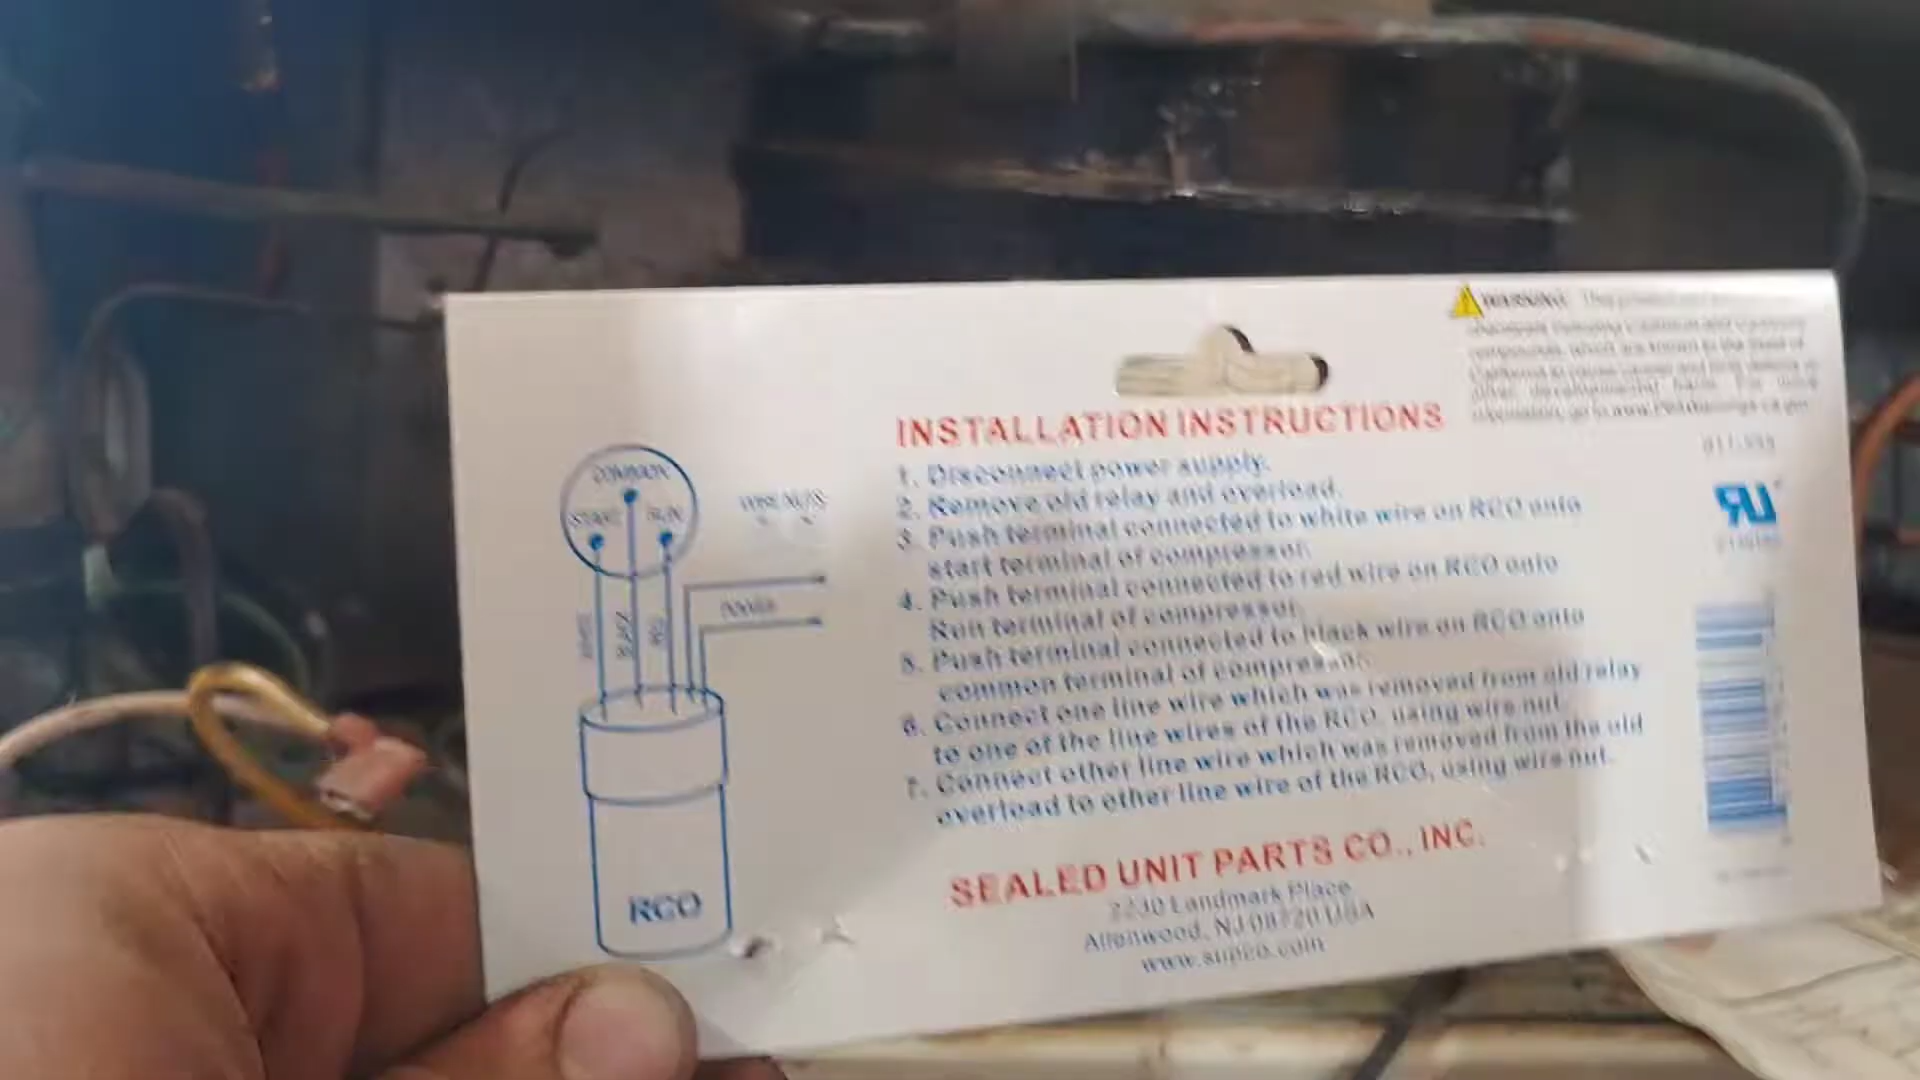 WARNING:
INSTALLATION INSTRUCTIONS
1. Disconnect power supply.
2. Remove old relay and overload.
3. Push terminal connected to white wire on RCO onto
start terminal of compressor.
4. Push terminal connected to red wire on RCO onto
Run terminal of compressor.
5. Push terminal connected to black wire on RCO onto
common terminal of compressor.
6. Connect one line wire which was removed from old relay
to one of the line wires of the RCO, using wire nut.
7. Connect other line wire which was removed from the old
overload to other line wire of the RCO, using wire nut.
SEALED UNIT PARTS CO., INC.
2230 Landmark Place
Allenwood, NJ 08720 USA
www.supco.com
COMMON
START RUN
WIRE NUTS
RCO